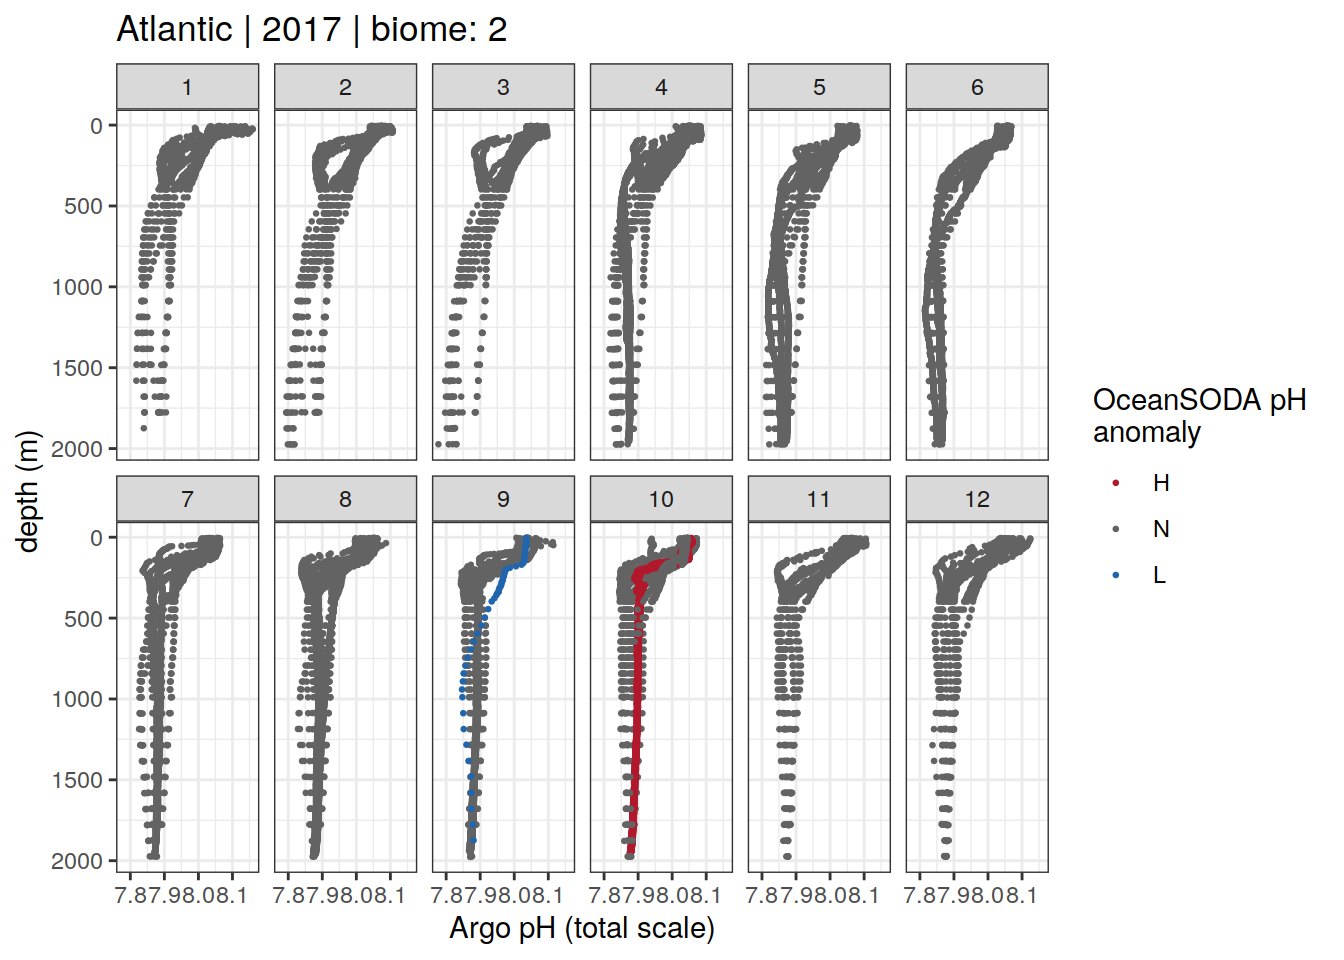 Atlantic | 2017 | biome: 2
1 2 3 4 5 6
0
500
1000
1500
2000
7 8 9 10 11 12
0
500
1000
1500
2000
7.87.98.08.1 7.87.98.08.1 7.87.98.08.1 7.87.98.08.1 7.87.98.08.1 7.87.98.08.1
depth (m)
Argo pH (total scale)
OceanSODA pH
anomaly
H
N
L